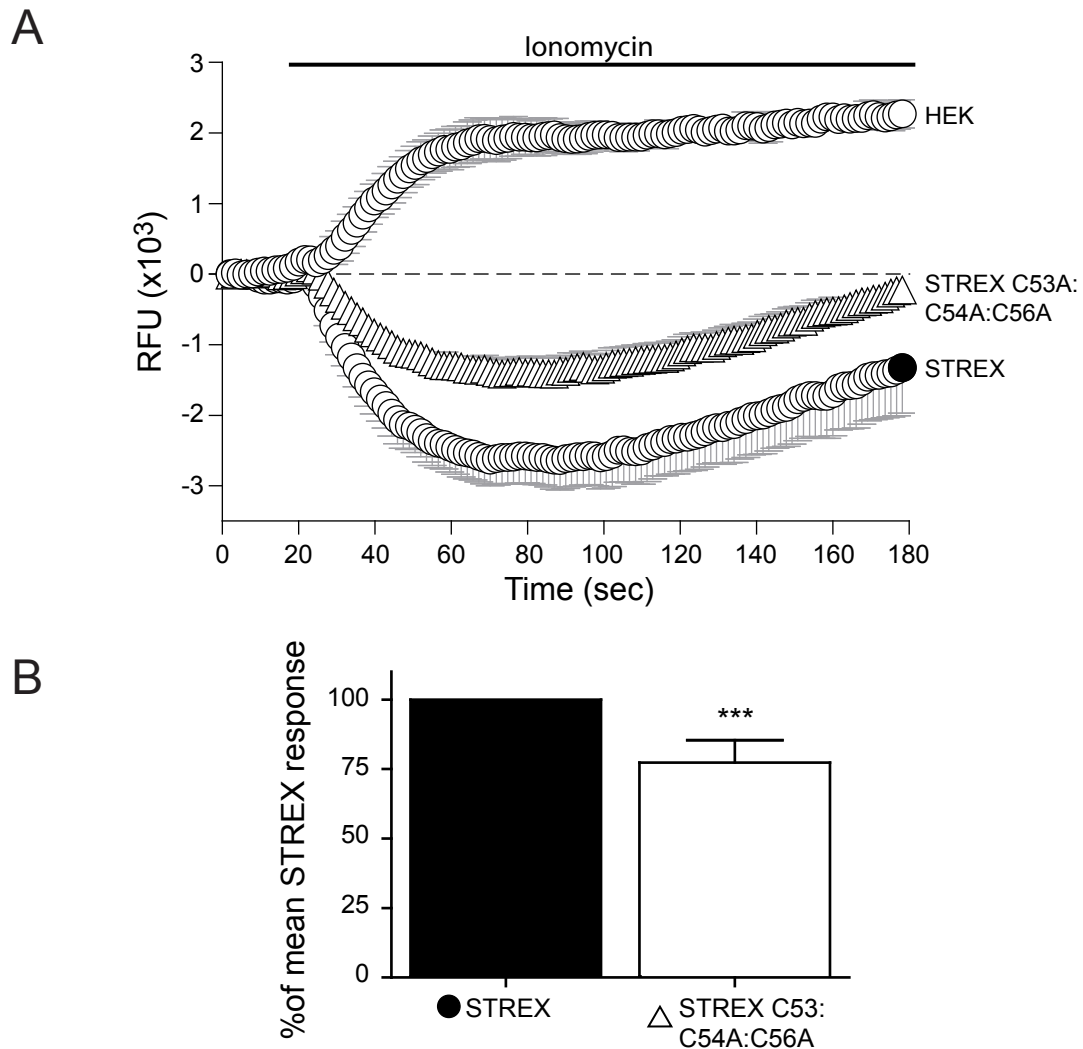 A
Ionomycin
3
2
1
0
-1
-2
-3
RFU (x10³)
HEK
STREX C53A:
C54A:C56A
STREX
0 20 40 60 80 100 120 140 160 180
Time (sec)
B
%of mean STREX response
100
75
50
25
0
***
STREX
STREX C53:
C54A:C56A